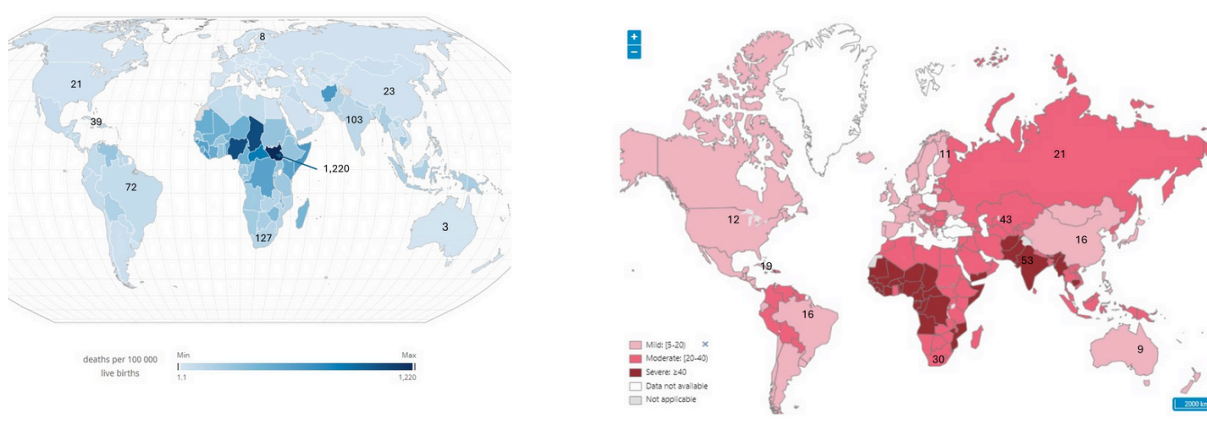 8
21
23
39
103
1,220
72
3
127
deaths per 100 000
live births
Min
Max
1.1
1,220
+
−
11
21
12
43
16
53
19
16
9
30
Mild: [5-20)
×
Moderate: [20-40)
Severe: ≥40
Data not available
Not applicable
2000 km